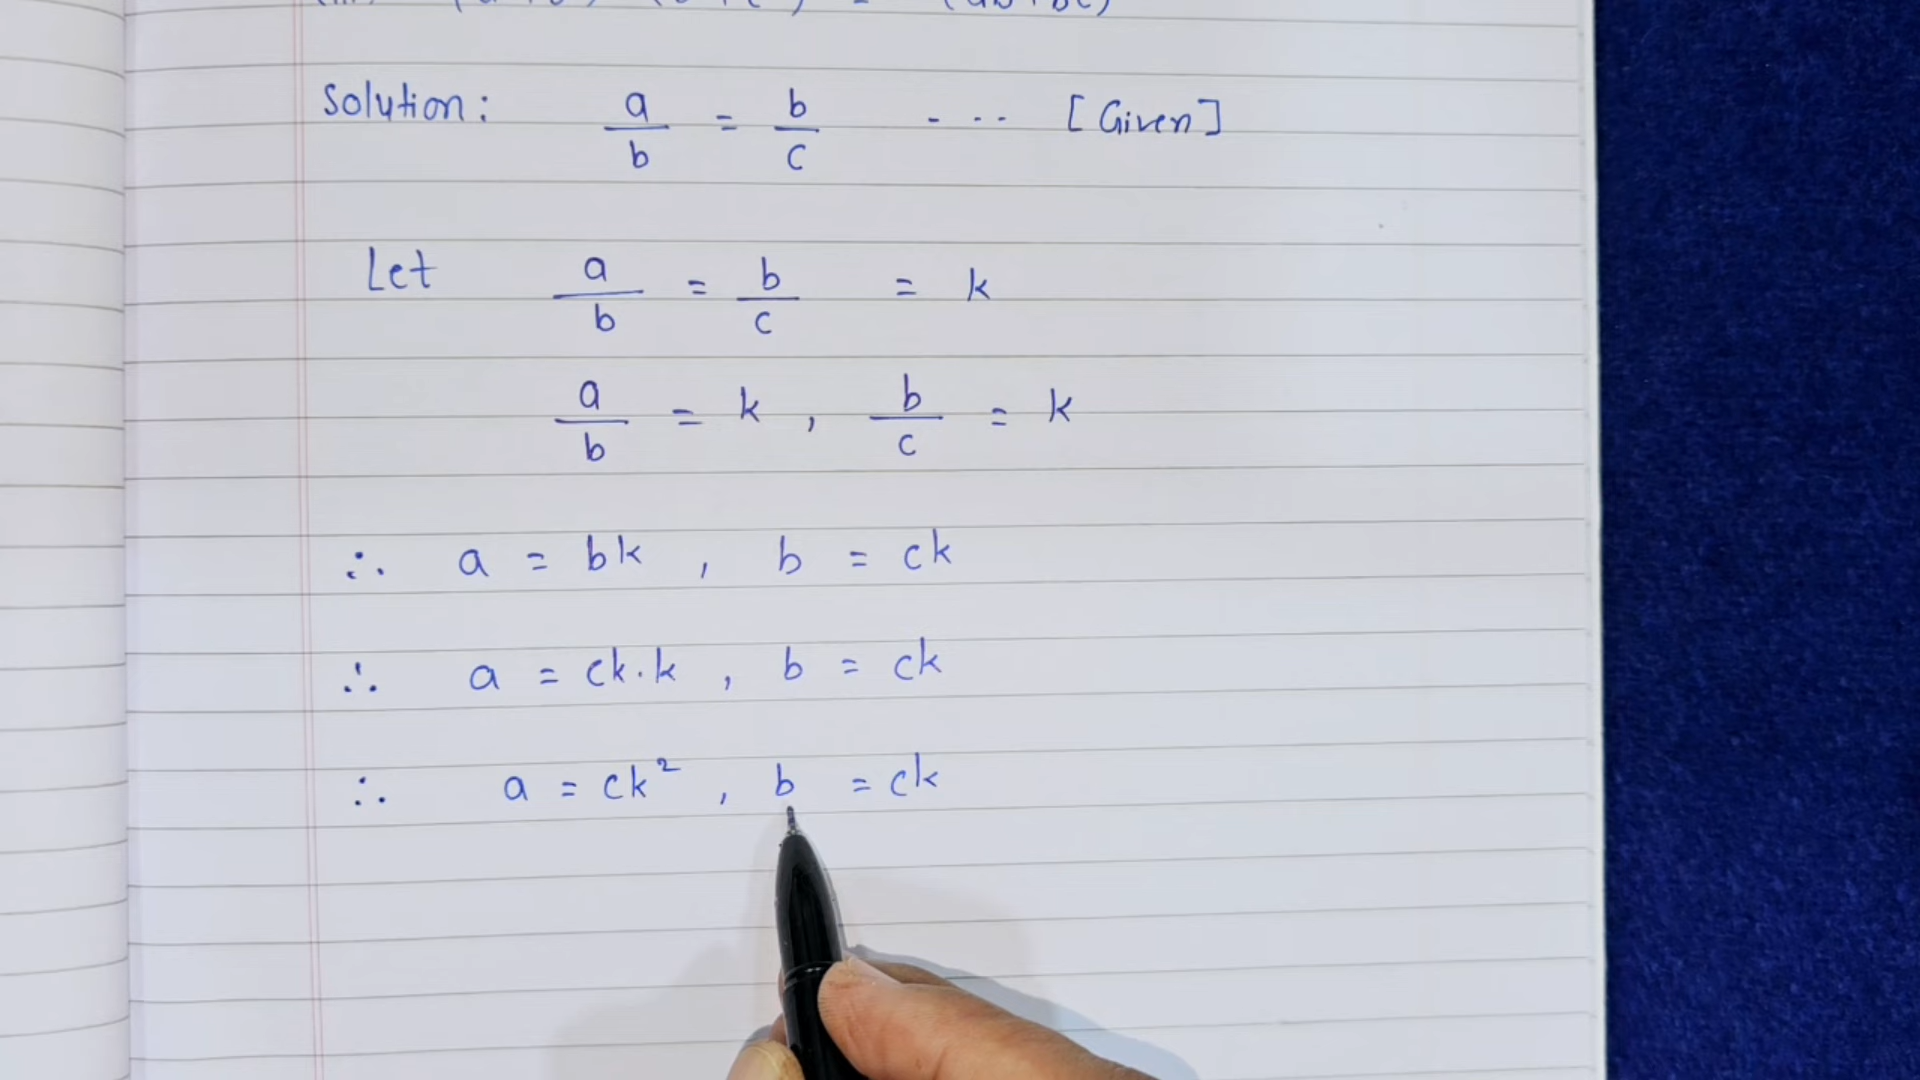 Solution: a/b = b/c --- [Given]
Let a/b = b/c = k
a/b = k , b/c = k
∴ a = bk , b = ck
∴ a = ck.k , b = ck
∴ a = ck² , b = ck